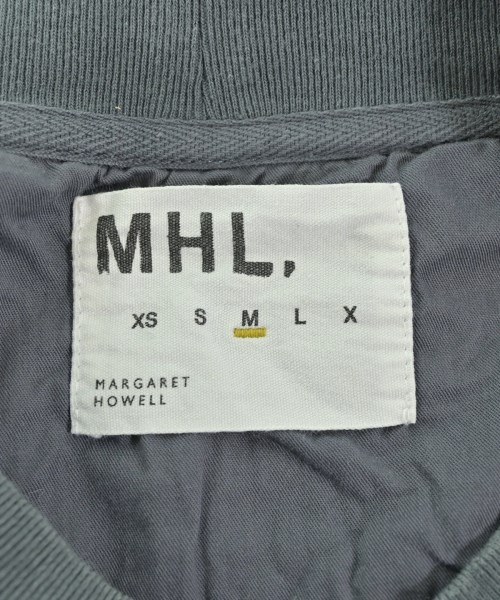 MHL.
XS S M L X
MARGARET
HOWELL